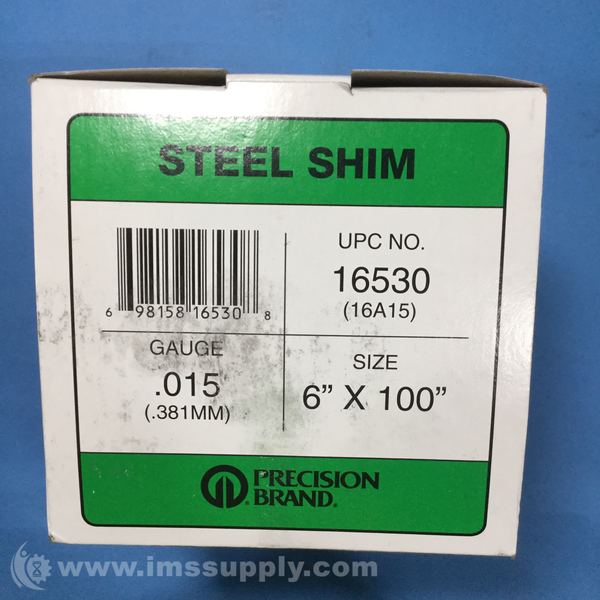 STEEL SHIM
6 98158 16530 8
UPC NO.
16530
(16A15)
GAUGE
.015
(.381MM)
SIZE
6” X 100”
PRECISION
BRAND®
www.imssupply.com